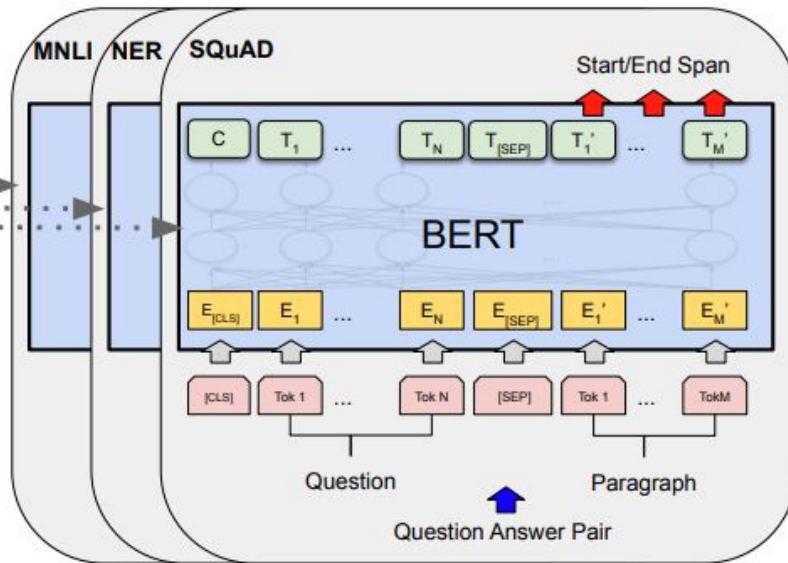 MNLI NER SQuAD
Start/End Span
C T1 ... TN T[SEP] T1' ... TM'
BERT
E[CLS] E1 ... EN E[SEP] E1' ... EM'
[CLS] Tok 1 ... Tok N [SEP] Tok 1 ... TokM
Question Paragraph
Question Answer Pair